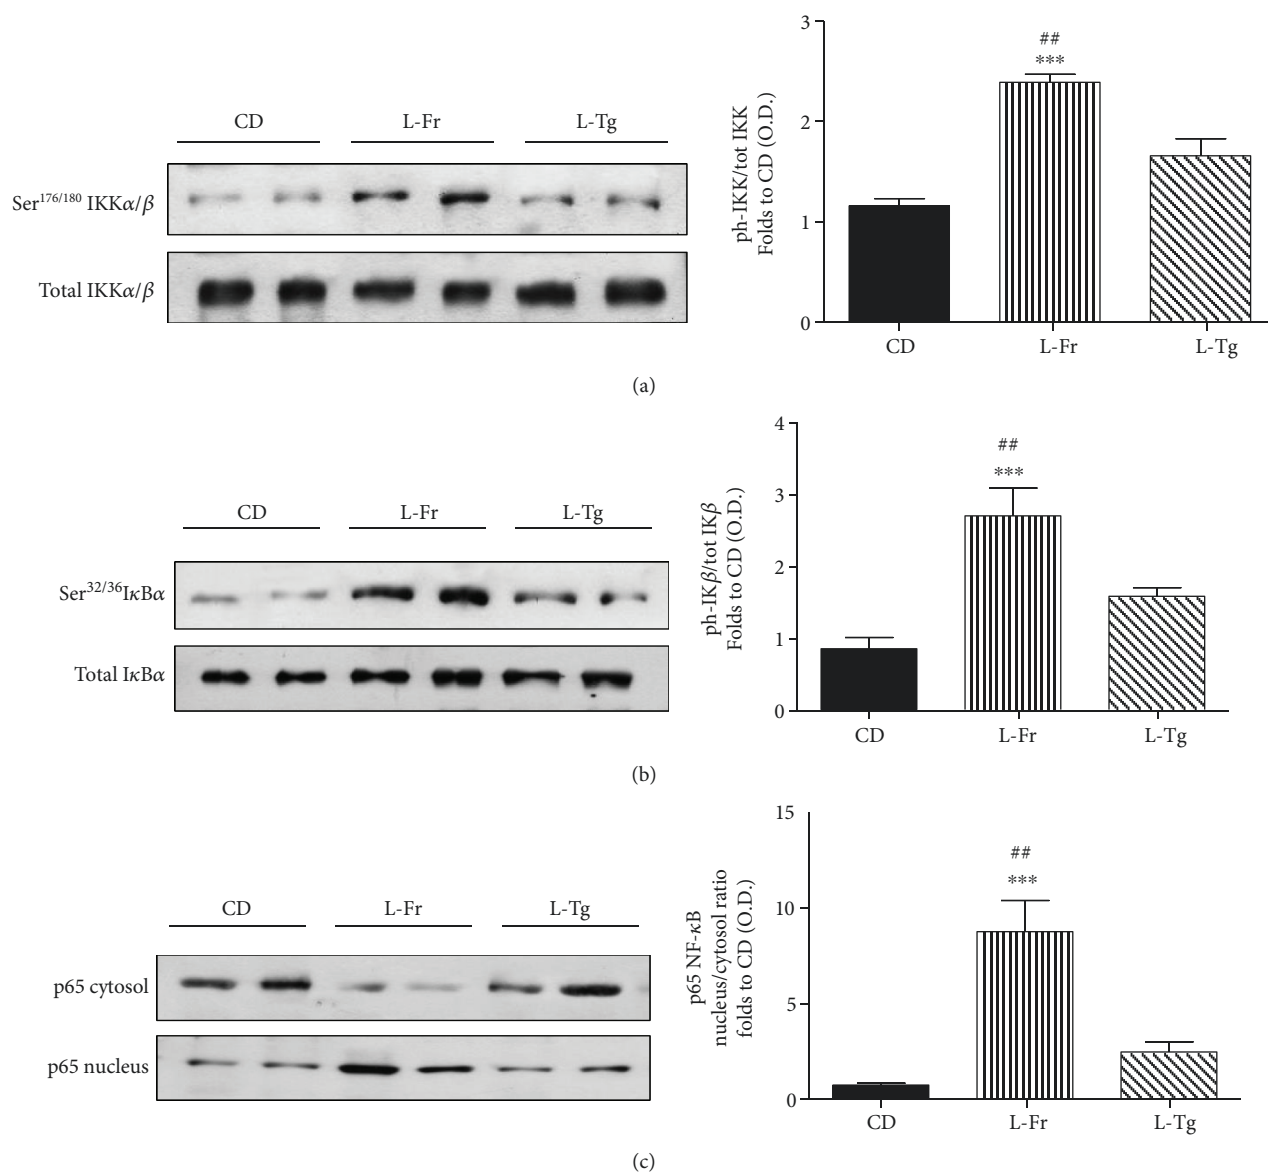 CD L-Fr L-Tg
Ser176/180 IKKα/β
Total IKKα/β
ph-IKK/tot IKK
Folds to CD (O.D.)
3
2
1
0
##
***
CD L-Fr L-Tg
(a)
CD L-Fr L-Tg
Ser32/36IκBα
Total IκBα
ph-IKβ/tot IKβ
Folds to CD (O.D.)
4
3
2
1
0
##
***
CD L-Fr L-Tg
(b)
CD L-Fr L-Tg
p65 cytosol
p65 nucleus
p65 NF-κB
nucleus/cytosol ratio
folds to CD (O.D.)
15
10
5
0
##
***
CD L-Fr L-Tg
(c)